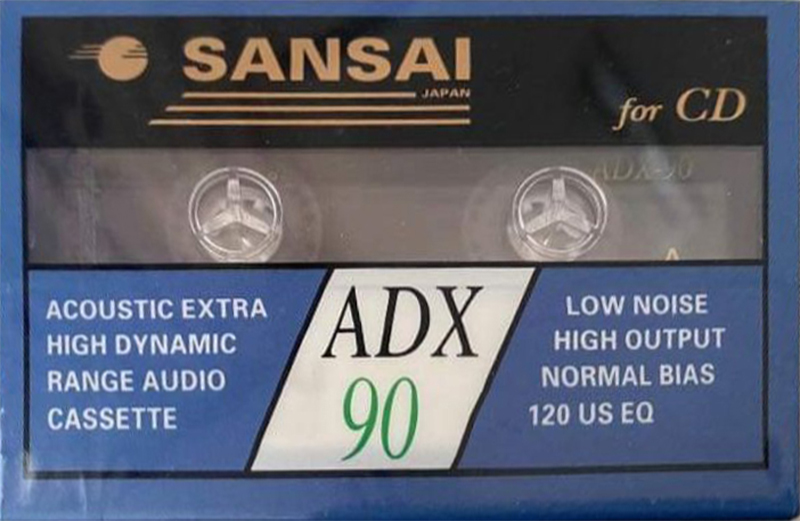 SANSAI
JAPAN
for CD
ADX-90
A
ACOUSTIC EXTRA
HIGH DYNAMIC
RANGE AUDIO
CASSETTE
ADX
90
LOW NOISE
HIGH OUTPUT
NORMAL BIAS
120 US EQ